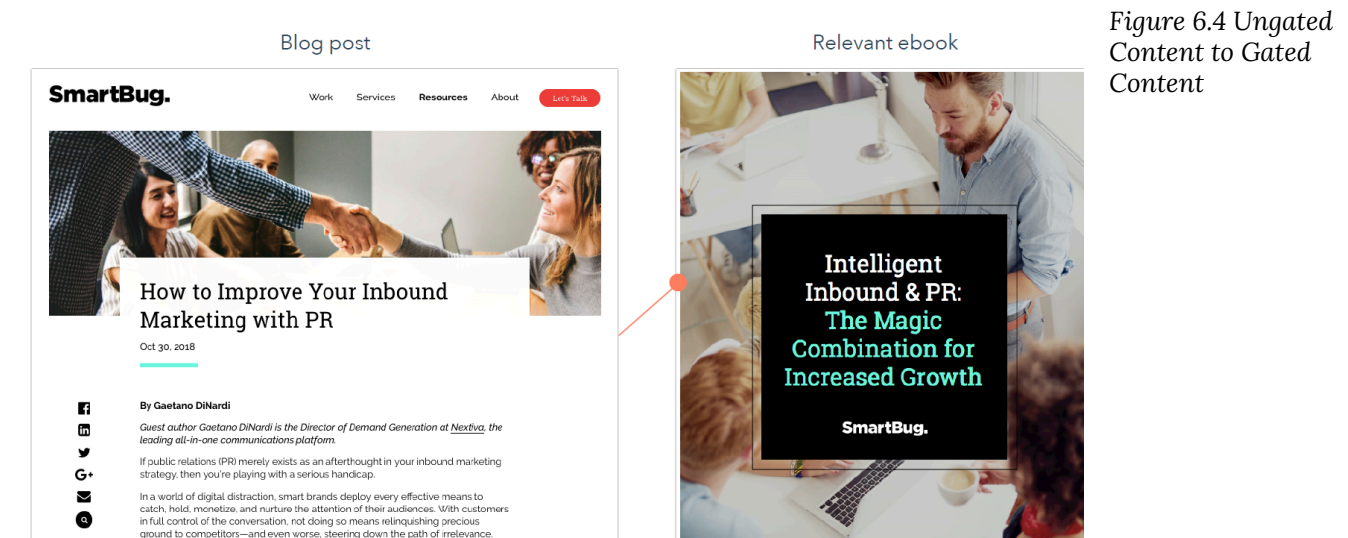 Blog post
SmartBug.
Work Services Resources About Let's Talk
How to Improve Your Inbound
Marketing with PR
Oct 30, 2018
By Gaetano DiNardi
Guest author Gaetano DiNardi is the Director of Demand Generation at Nextiva, the
leading all-in-one communications platform.
If public relations (PR) merely exists as an afterthought in your inbound marketing
strategy, then you're playing with a serious handicap.
In a world of digital distraction, smart brands deploy every effective means to
catch, hold, monetize, and nurture the attention of their audiences. With customers
in full control of the conversation, not doing so means relinquishing precious
ground to competitors—and even worse, steering down the path of irrelevance.
Relevant ebook
Intelligent
Inbound & PR:
The Magic
Combination for
Increased Growth
SmartBug.
Figure 6.4 Ungated
Content to Gated
Content